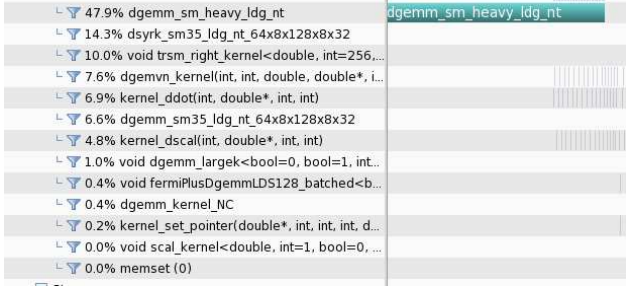 47.9% dgemm_sm_heavy_ldg_nt
dgemm_sm_heavy_ldg_nt
14.3% dsyrk_sm35_ldg_nt_64x8x128x8x32
10.0% void trsm_right_kernel<double, int=256,...
7.6% dgemvn_kernel(int, int, double, double*, i...
6.9% kernel_ddot(int, double*, int, int)
6.6% dgemm_sm35_ldg_nt_64x8x128x8x32
4.8% kernel_dscal(int, double*, int, int)
1.0% void dgemm_largek<bool=0, bool=1, int...
0.4% void fermiPlusDgemmLDS128_batched<b...
0.4% dgemm_kernel_NC
0.2% kernel_set_pointer(double*, int, int, int, d...
0.0% void scal_kernel<double, int=1, bool=0, ...
0.0% memset (0)